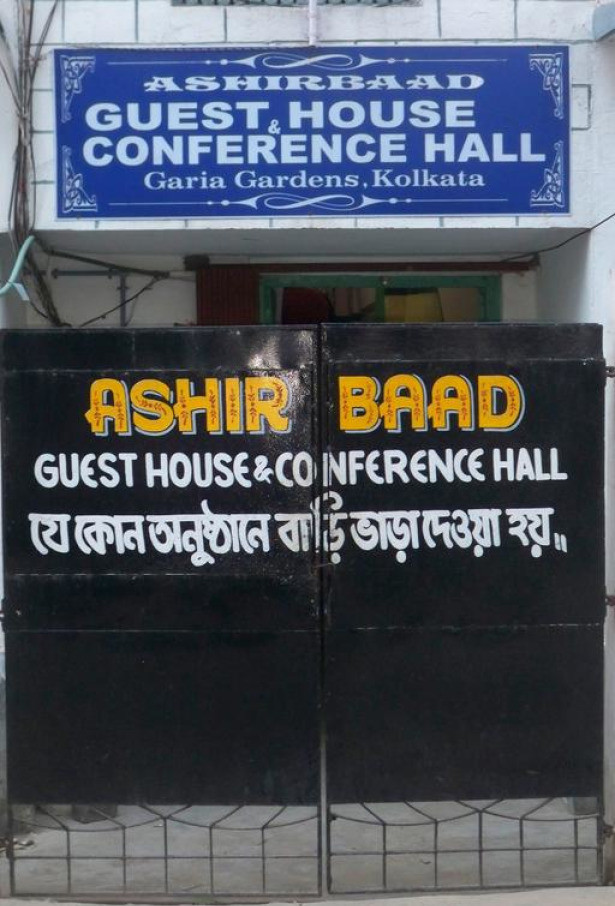 ASHIRBAAD
GUEST HOUSE
&
CONFERENCE HALL
Garia Gardens, Kolkata
ASHIR BAAD
GUEST HOUSE & CONFERENCE HALL
যে কোন অনুষ্ঠানে বাড়ি ভাড়া দেওয়া হয়॥